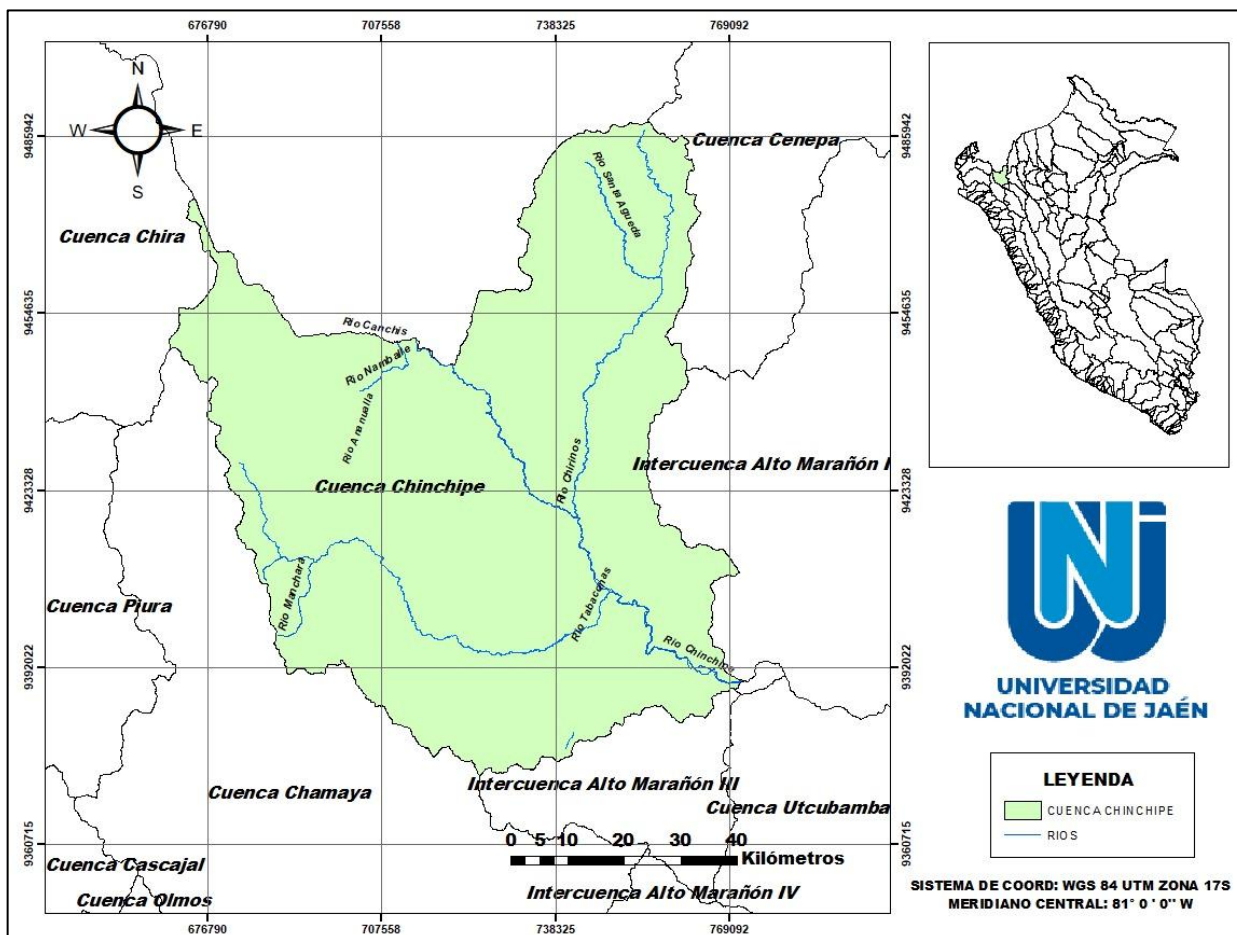 676790 707558 738325 769092
N
W E
S
9485942 9485942
Cuenca Cenepa
Rio Santa Agueda
Cuenca Chira
9454635 9454635
Rio Canchis
Rio Namballe
Rio Chirinos
Intercuenca Alto Marañón I
Cuenca Chinchipe
9423328 9423328
Rio Manchara
Cuenca Piura
Rio Tabaconas
Rio Chinchipe
9392022 9392022
UNJ
UNIVERSIDAD
NACIONAL DE JAÉN
Intercuenca Alto Marañón III
Cuenca Chamaya
Cuenca Utcubamba
LEYENDA
CUENCA CHINCHIPE
RIOS
0 5 10 20 30 40
Kilómetros
9360715 9360715
Cuenca Cascajal
Cuenca Olmos
Intercuenca Alto Marañón IV
SISTEMA DE COORD: WGS 84 UTM ZONA 17S
MERIDIANO CENTRAL: 81° 0 ' 0'' W
676790 707558 738325 769092